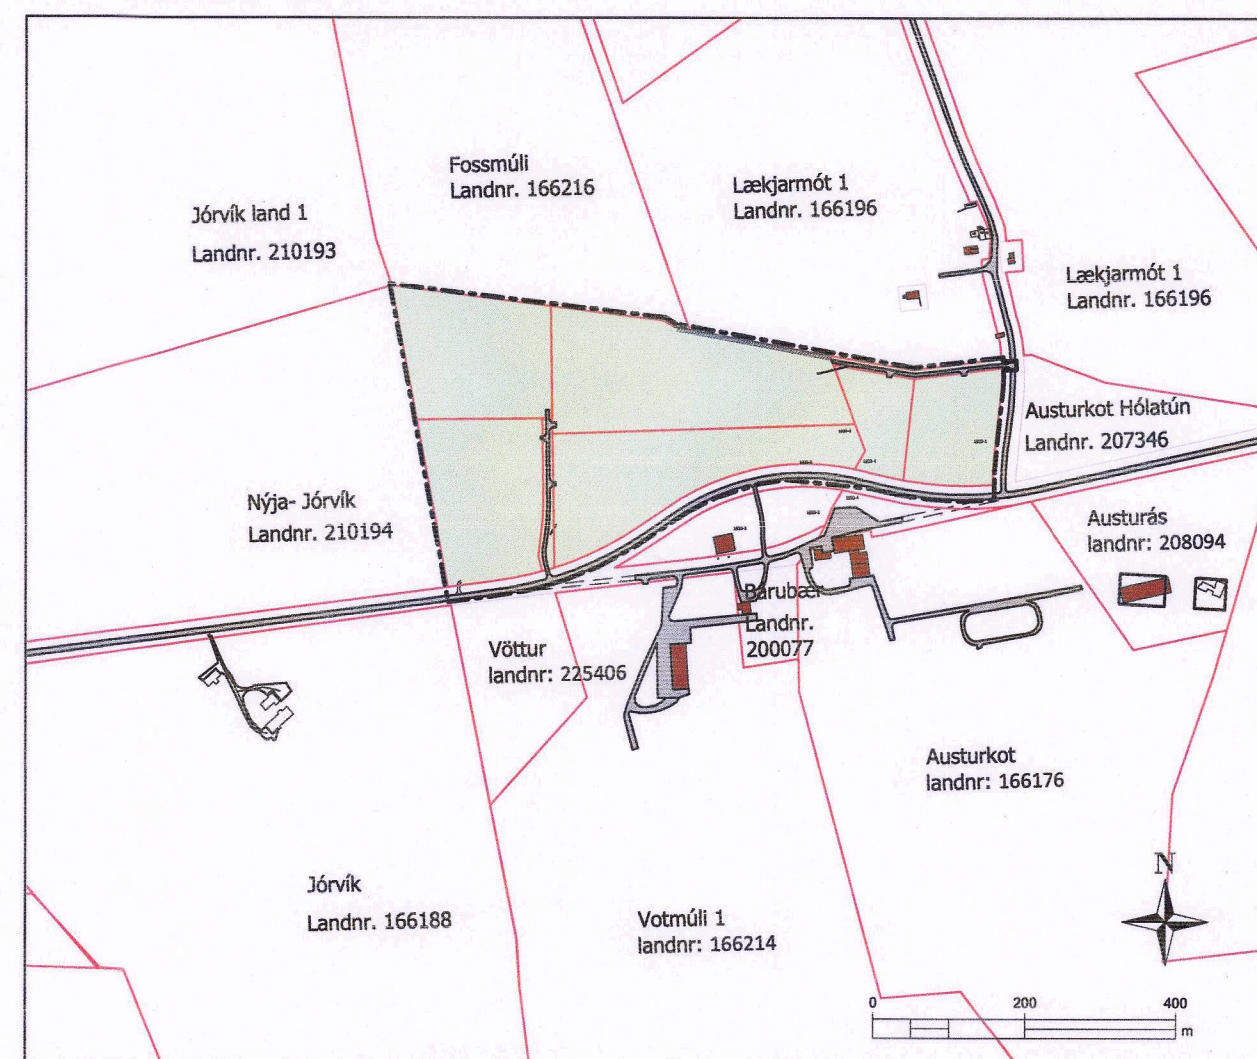 Fossmúli
Landnr. 166216
Lækjarmót 1
Landnr. 166196
Jórvík land 1
Landnr. 210193
Lækjarmót 1
Landnr. 166196
Austurkot Hólatún
Landnr. 207346
Nýja- Jórvík
Landnr. 210194
Austurás
landnr: 208094
Bárubær
Landnr.
200077
Vöttur
landnr: 225406
Austurkot
landnr: 166176
Jórvík
Landnr. 166188
Votmúli 1
landnr: 166214
N
0 200 400
m